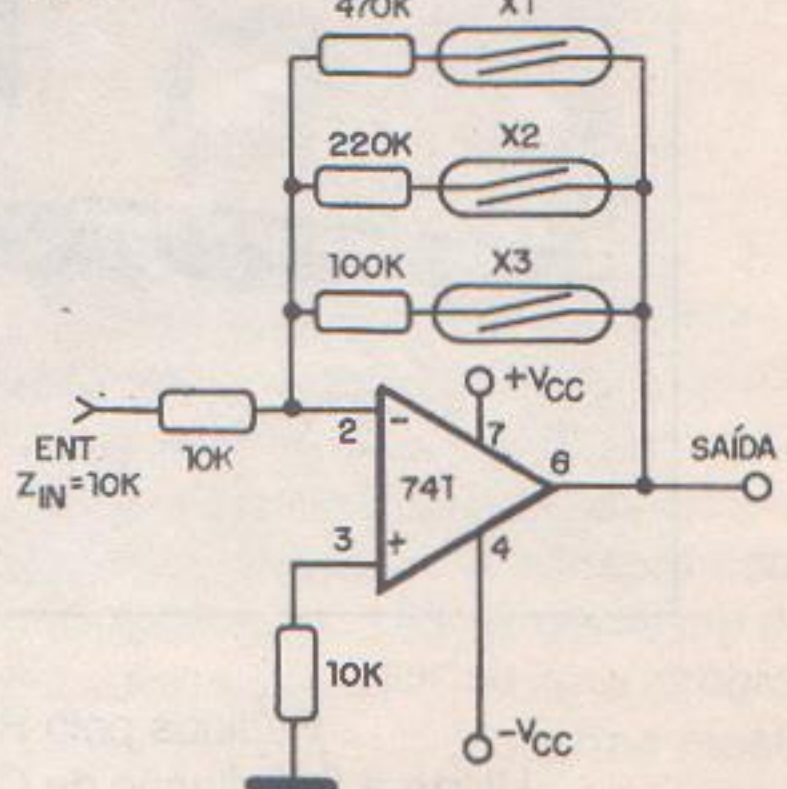 470K X1
220K X2
100K X3
+VCC
2 - 7
ENT. 10K 741 6 SAÍDA
ZIN=10K
3 + 4
10K
-VCC